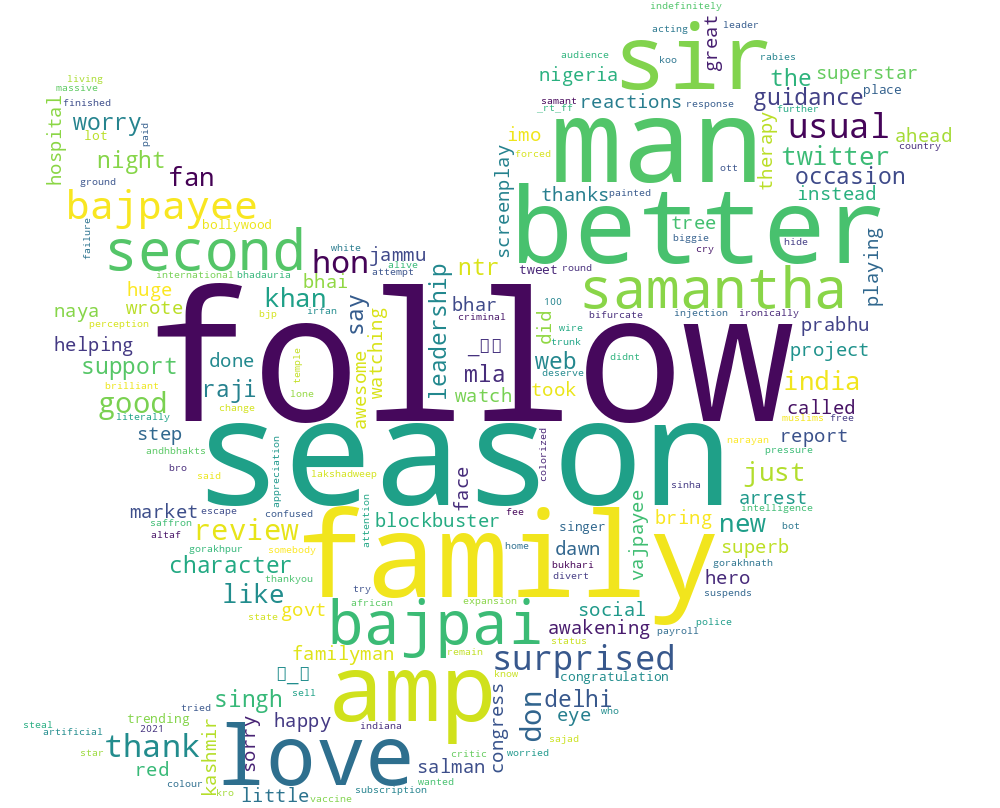 indefinitely
great
leader
acting
sir
audience
koo
rabies
nigeria
the
superstar
living
massive
hospital
finished
worry
paid
lot
samant
reactions
response
guidance
place
further
_rt_ff
man
usual
ahead
country
imo
therapy
forced
night
fan
ground
ott
twitter
occasion
screenplay
thanks
painted
instead
bajpayee
bollywood
better
tree
biggie
hide
cry
playing
failure
second
white
hon
jammu
alive
attempt
international
bhadauria
bhai
ntr
tweet
round
samantha
huge
khan
naya
wrote
say
leadership
bhar
criminal
did
100
wire
trunk
bifurcate
injection
ironically
prabhu
bjp
irfan
perception
helping
follow
watching
awesome
mla
web
deserve
didnt
project
support
done
temple
lone
raji
watch
took
india
brilliant
good
change
literally
called
muslims
free
step
andhbhakts
bro
said
season
appreciation
lakshadweep
face
colorized
narayan
report
pressure
sinha
just
arrest
intelligence
market
escape
saffron
altaf
confused
attention
fee
blockbuster
review
singer
bring
new
bot
gorakhpur
somebody
family
home
dawn
vajpayee
superb
gorakhnath
character
thankyou
bukhari
divert
hero
suspends
like
try
african
expansion
govt
state
social
bajpai
awakening
payroll
police
familyman
remain
status
surprised
know
congratulation
singh
sell
amp
don
delhi
congress
eye
who
tried
steal
artificial
trending
2021
happy
indiana
sajad
thank
sorry
love
critic
worried
star
red
kashmir
salman
wanted
colour
kro
little
vaccine
subscription